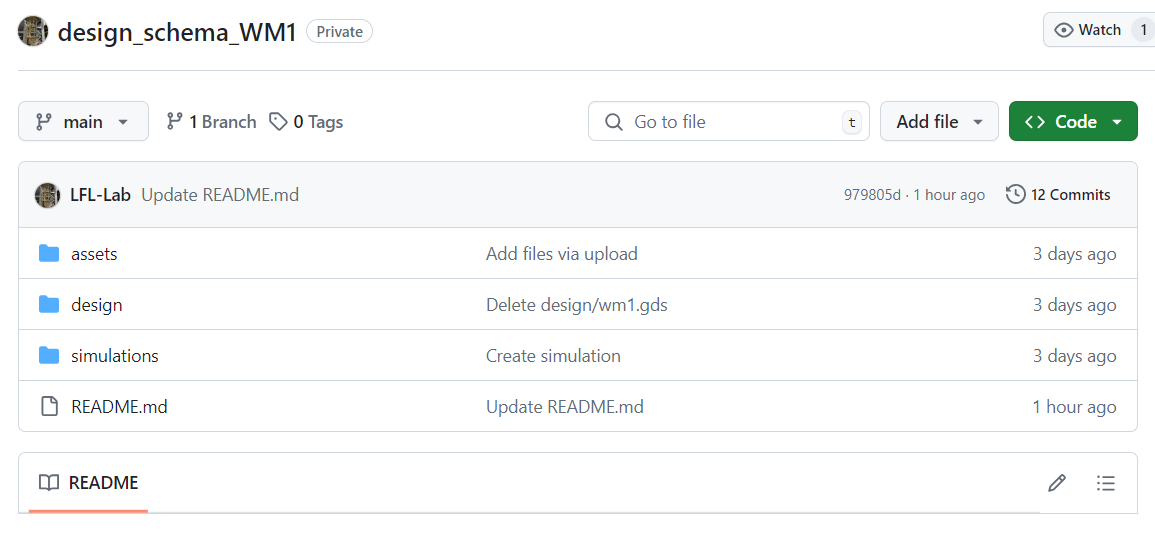 design_schema_WM1 Private Watch 1
main 1 Branch 0 Tags Go to file t Add file Code
LFL-Lab Update README.md 979805d · 1 hour ago 12 Commits
assets Add files via upload 3 days ago
design Delete design/wm1.gds 3 days ago
simulations Create simulation 3 days ago
README.md Update README.md 1 hour ago
README